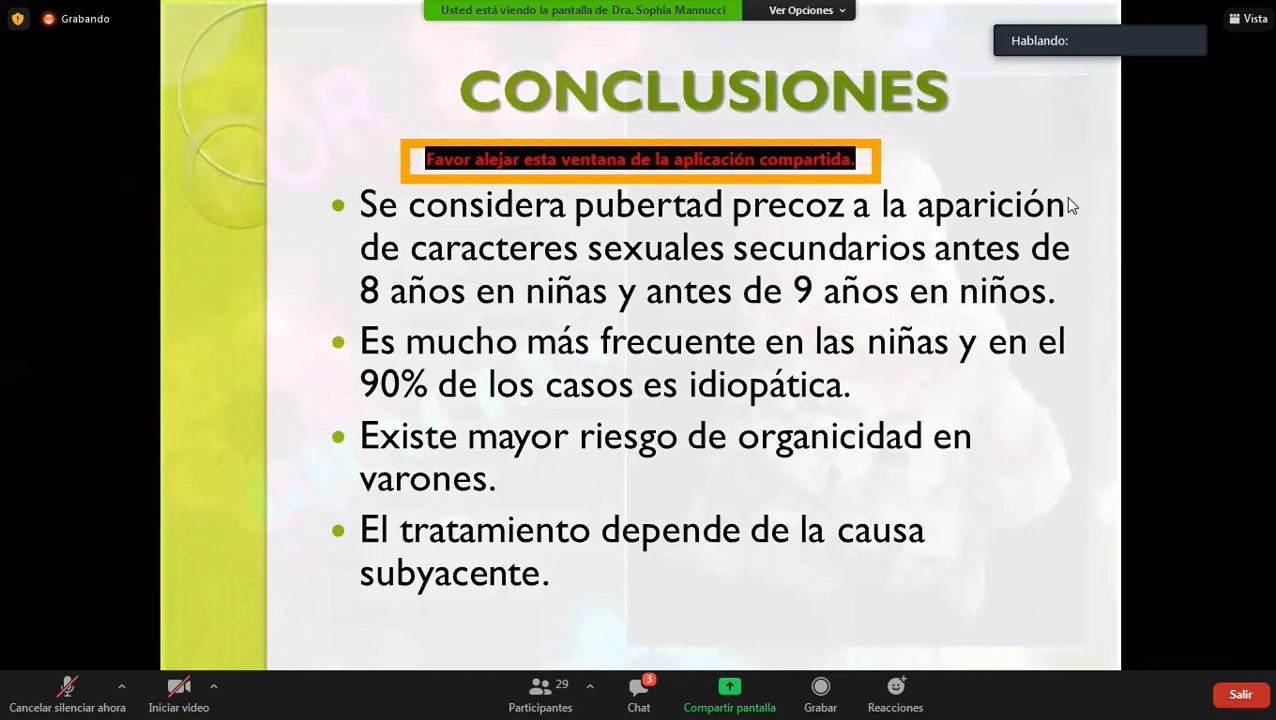 Grabando
Usted está viendo la pantalla de Dra. Sophia Mannucci
Ver Opciones
Vista
Hablando:
CONCLUSIONES
Favor alejar esta ventana de la aplicación compartida.
• Se considera pubertad precoz a la aparición
de caracteres sexuales secundarios antes de
8 años en niñas y antes de 9 años en niños.
• Es mucho más frecuente en las niñas y en el
90% de los casos es idiopática.
• Existe mayor riesgo de organicidad en
varones.
• El tratamiento depende de la causa
subyacente.
29
3
Cancelar silenciar ahora
Iniciar video
Participantes
Chat
Compartir pantalla
Grabar
Reacciones
Salir